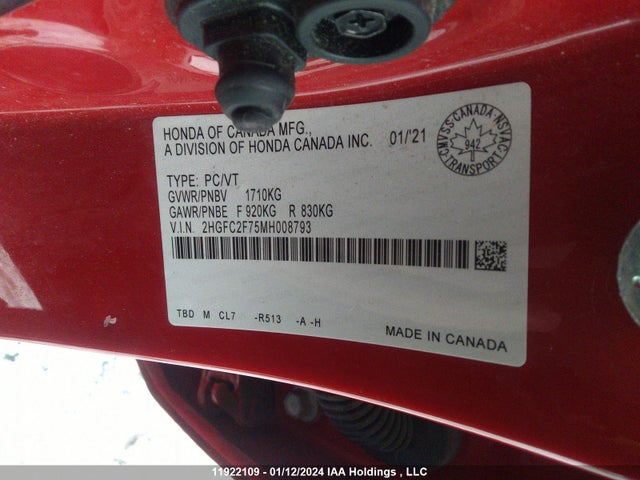 HONDA OF CANADA MFG.,
A DIVISION OF HONDA CANADA INC. 01/'21
CMVSS·CANADA·NSVAC
942
TRANSPORT
TYPE: PC/VT
GVWR/PNBV 1710KG
GAWR/PNBE F 920KG R 830KG
V.I.N. 2HGFC2F75MH008793
TBD M CL7 -R513 -A -H
MADE IN CANADA
11922109 - 01/12/2024 IAA Holdings , LLC